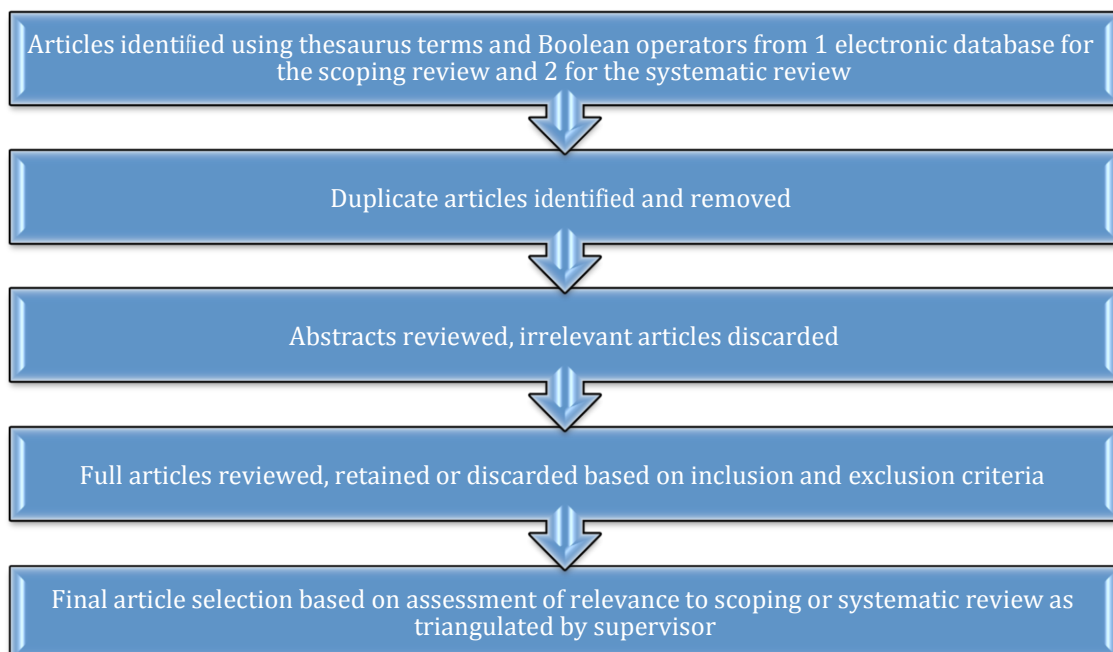 Articles identified using thesaurus terms and Boolean operators from 1 electronic database for
the scoping review and 2 for the systematic review
Duplicate articles identified and removed
Abstracts reviewed, irrelevant articles discarded
Full articles reviewed, retained or discarded based on inclusion and exclusion criteria
Final article selection based on assessment of relevance to scoping or systematic review as
triangulated by supervisor